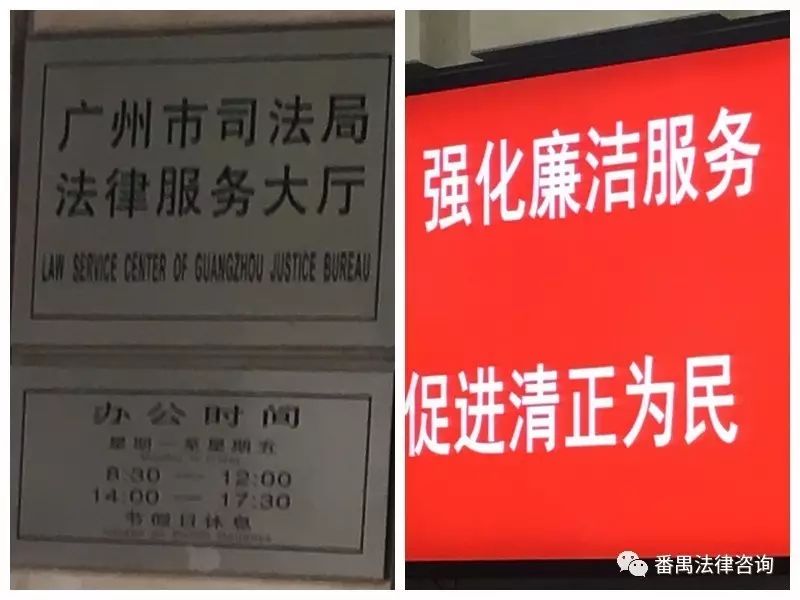 广州市司法局
法律服务大厅
LAW SERVICE CENTER OF GUANGZHOU JUSTICE BUREAU
办公时间
星期一至星期五
8:30 — 12:00
14:00 — 17:30
节假日休息
强化廉洁服务
促进清正为民
番禺法律咨询